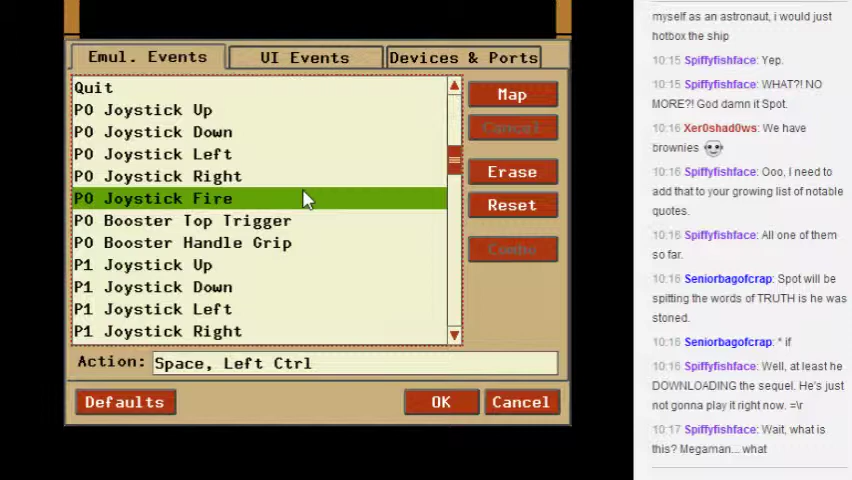 Emul. Events
UI Events
Devices & Ports
Quit
P0 Joystick Up
P0 Joystick Down
P0 Joystick Left
P0 Joystick Right
P0 Joystick Fire
P0 Booster Top Trigger
P0 Booster Handle Grip
P1 Joystick Up
P1 Joystick Down
P1 Joystick Left
P1 Joystick Right
Map
Cancel
Erase
Reset
Combo
Action: Space, Left Ctrl
Defaults
OK
Cancel
myself as an astronaut, i would just
hotbox the ship
10:15 Spiffyfishface: Yep.
10:15 Spiffyfishface: WHAT?! NO
MORE?! God damn it Spot.
10:16 Xer0shad0ws: We have
brownies
10:16 Spiffyfishface: Ooo, I need to
add that to your growing list of notable
quotes.
10:16 Spiffyfishface: All one of them
so far.
10:16 Seniorbagofcrap: Spot will be
spitting the words of TRUTH is he was
stoned.
10:16 Seniorbagofcrap: * if
10:16 Spiffyfishface: Well, at least he
DOWNLOADING the sequel. He's just
not gonna play it right now. =\r
10:17 Spiffyfishface: Wait, what is
this? Megaman... what